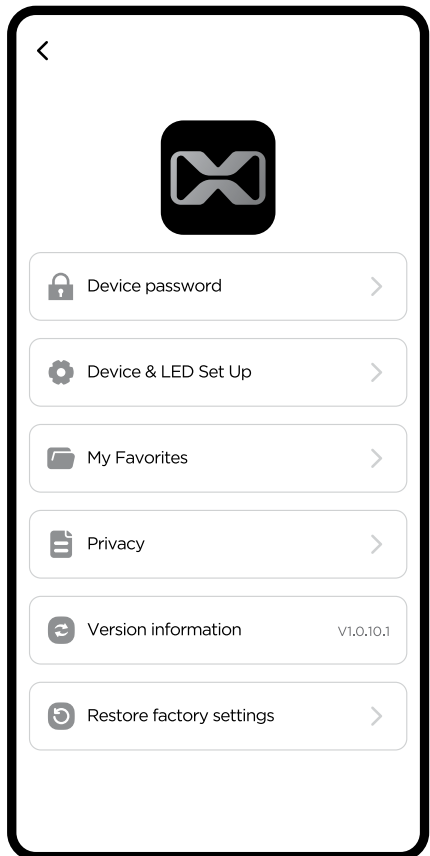 Device password
Device & LED Set Up
My Favorites
Privacy
Version information V1.0.10.1
Restore factory settings